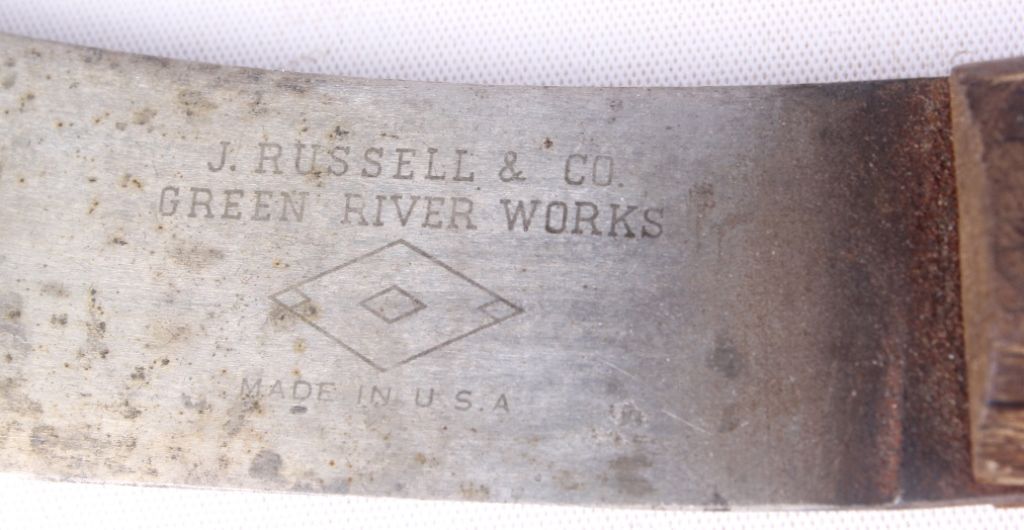 J. RUSSELL & CO.
GREEN RIVER WORKS
MADE IN U.S.A